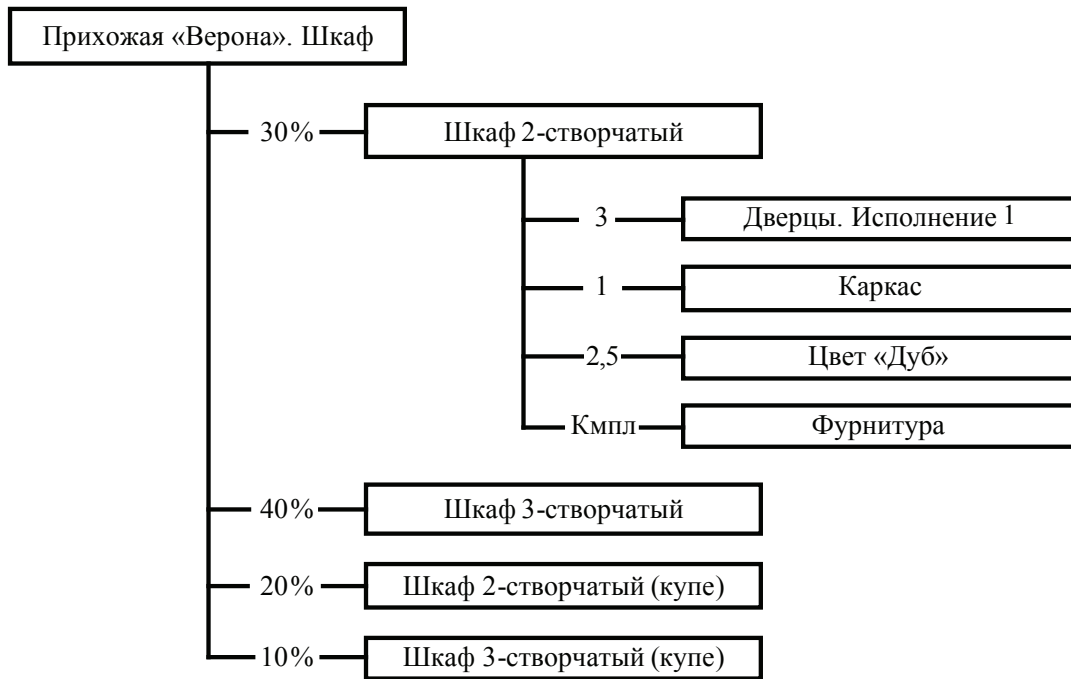 Прихожая «Верона». Шкаф
30%
Шкаф 2-створчатый
3
Дверцы. Исполнение 1
1
Каркас
2,5
Цвет «Дуб»
Кмпл
Фурнитура
40%
Шкаф 3-створчатый
20%
Шкаф 2-створчатый (купе)
10%
Шкаф 3-створчатый (купе)